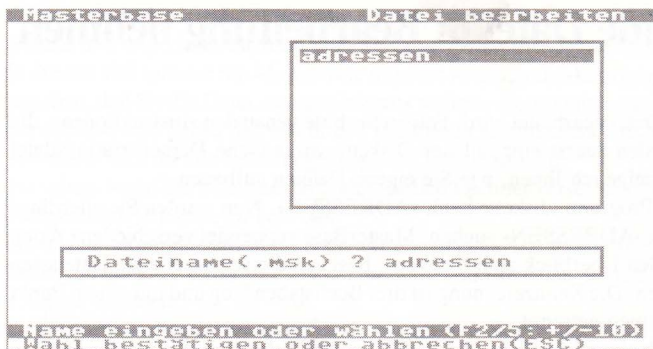 Masterbase Datei bearbeiten
adressen
Dateiname(.msk) ? adressen
Name eingeben oder wählen (F2/5:+/-10)
Wahl bestätigen oder abbrechen(ESC)